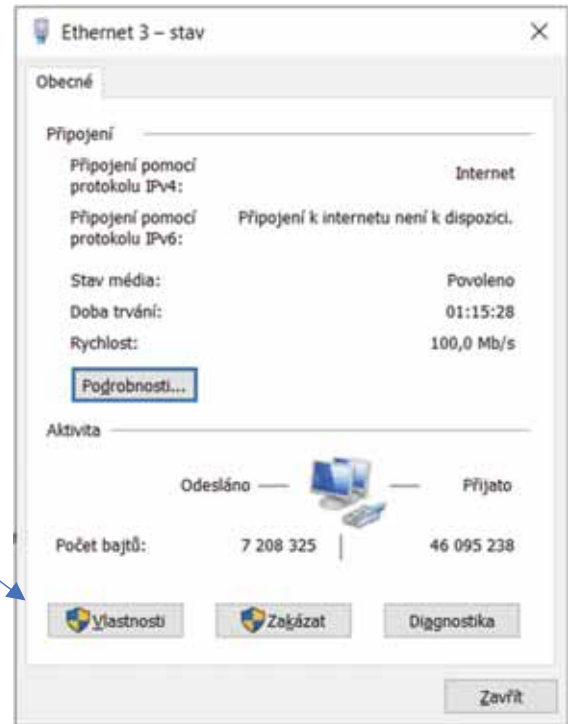 Ethernet 3 – stav
Obecné
Připojení
Připojení pomocí
protokolu IPv4:
Internet
Připojení pomocí
protokolu IPv6:
Připojení k internetu není k dispozici.
Stav média: Povoleno
Doba trvání: 01:15:28
Rychlost: 100,0 Mb/s
Podrobnosti...
Aktivita
Odesláno — — Přijato
Počet bajtů: 7 208 325 | 46 095 238
Vlastnosti Zakázat Diagnostika
Zavřít